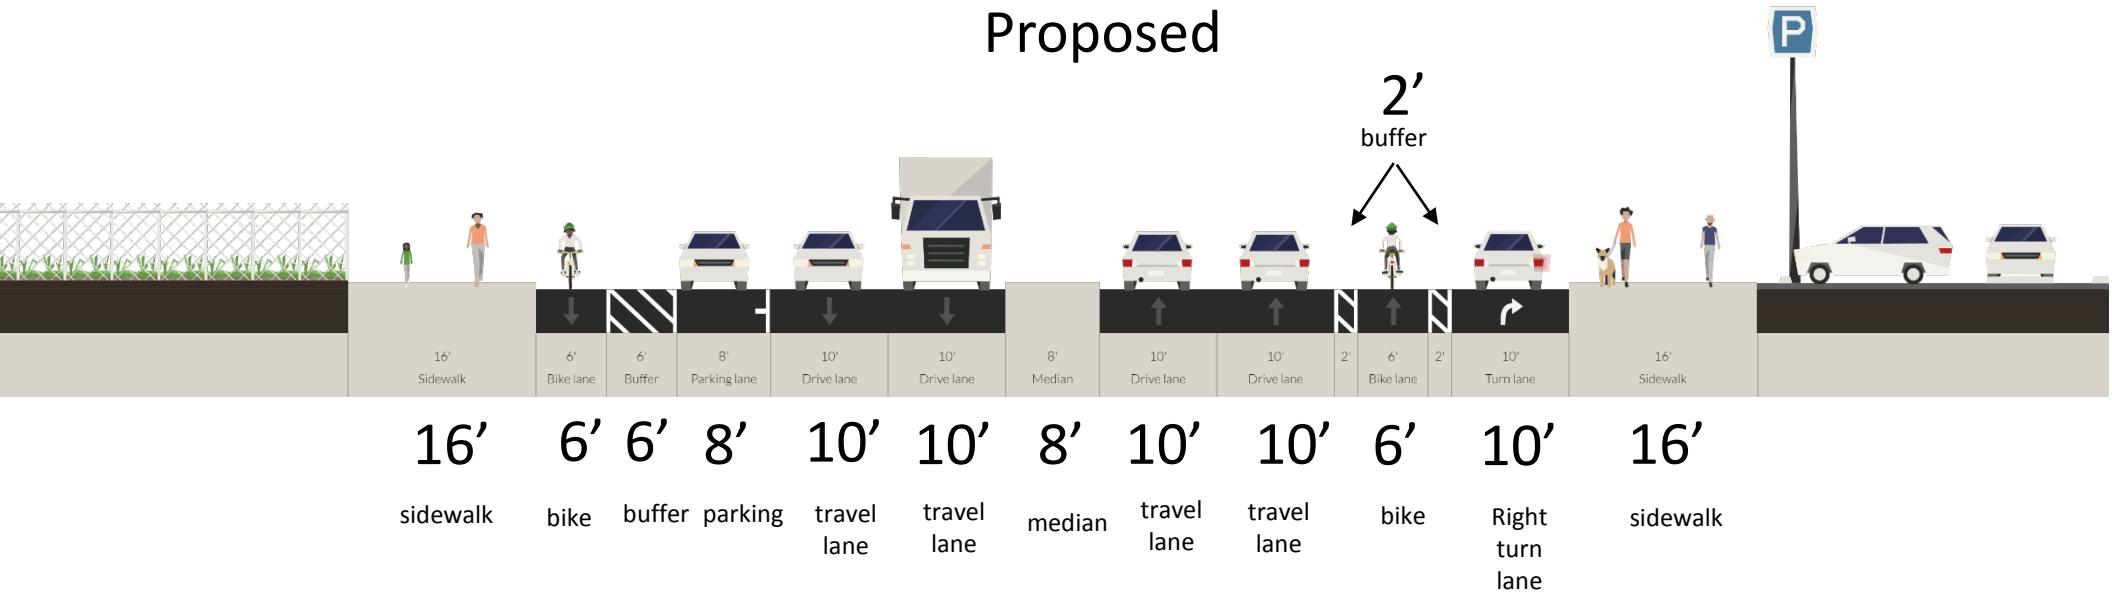 Proposed
P
2’
buffer
16' 6' 6' 8' 10' 10' 8' 10' 10' 2' 6' 2' 10' 16'
Sidewalk Bike lane Buffer Parking lane Drive lane Drive lane Median Drive lane Drive lane Bike lane Turn lane Sidewalk
16’ 6’ 6’ 8’ 10’ 10’ 8’ 10’ 10’ 6’ 10’ 16’
sidewalk bike buffer parking travel travel median travel travel bike Right sidewalk
lane lane lane lane turn
lane